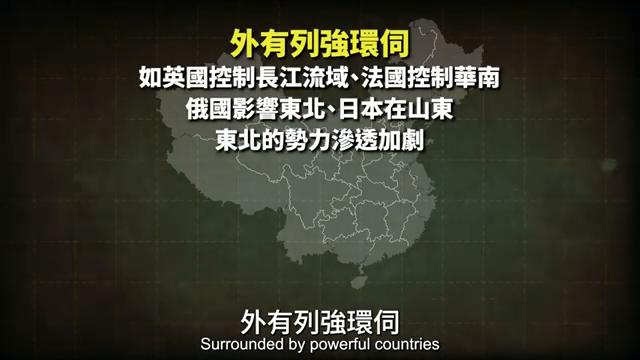 外有列強環伺
如英國控制長江流域、法國控制華南
俄國影響東北、日本在山東
東北的勢力滲透加劇
外有列強環伺
Surrounded by powerful countries